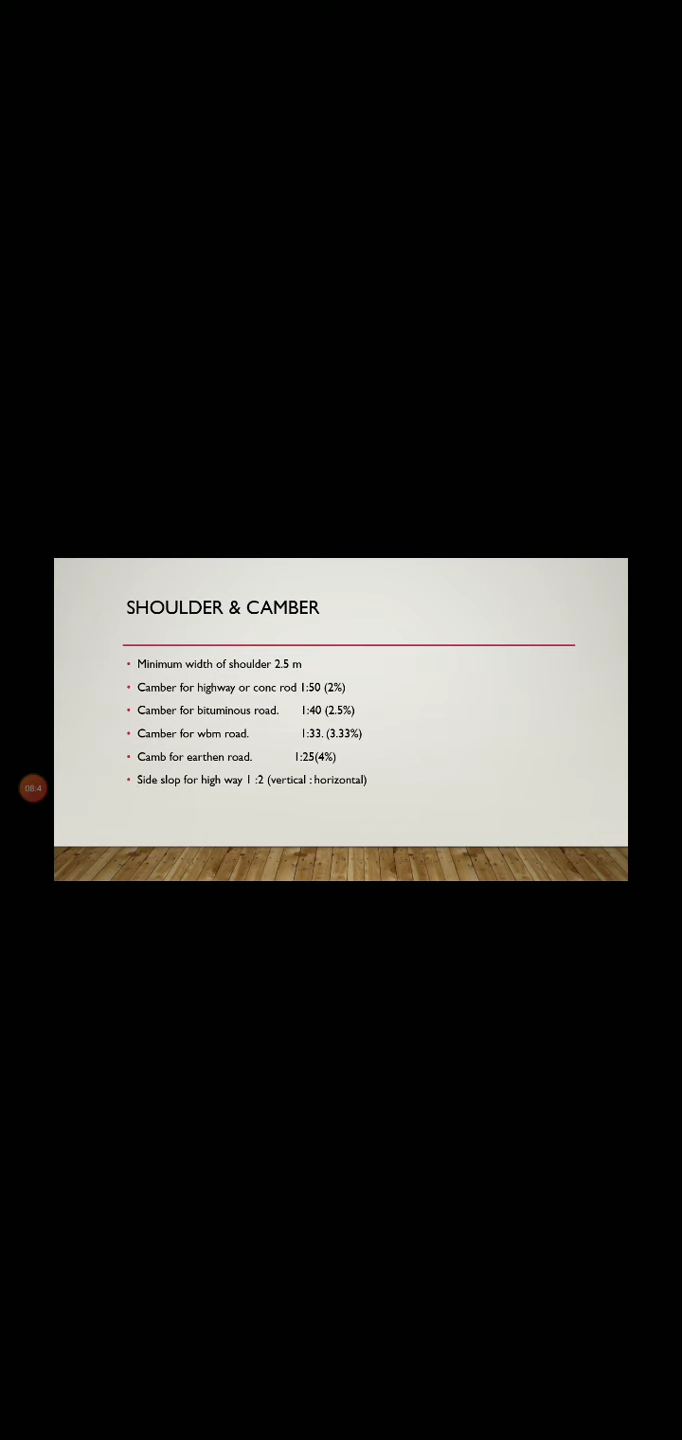 SHOULDER & CAMBER
• Minimum width of shoulder 2.5 m
• Camber for highway or conc rod 1:50 (2%)
• Camber for bituminous road. 1:40 (2.5%)
• Camber for wbm road. 1:33. (3.33%)
• Camb for earthen road. 1:25(4%)
• Side slop for high way 1 :2 (vertical : horizontal)
08:4